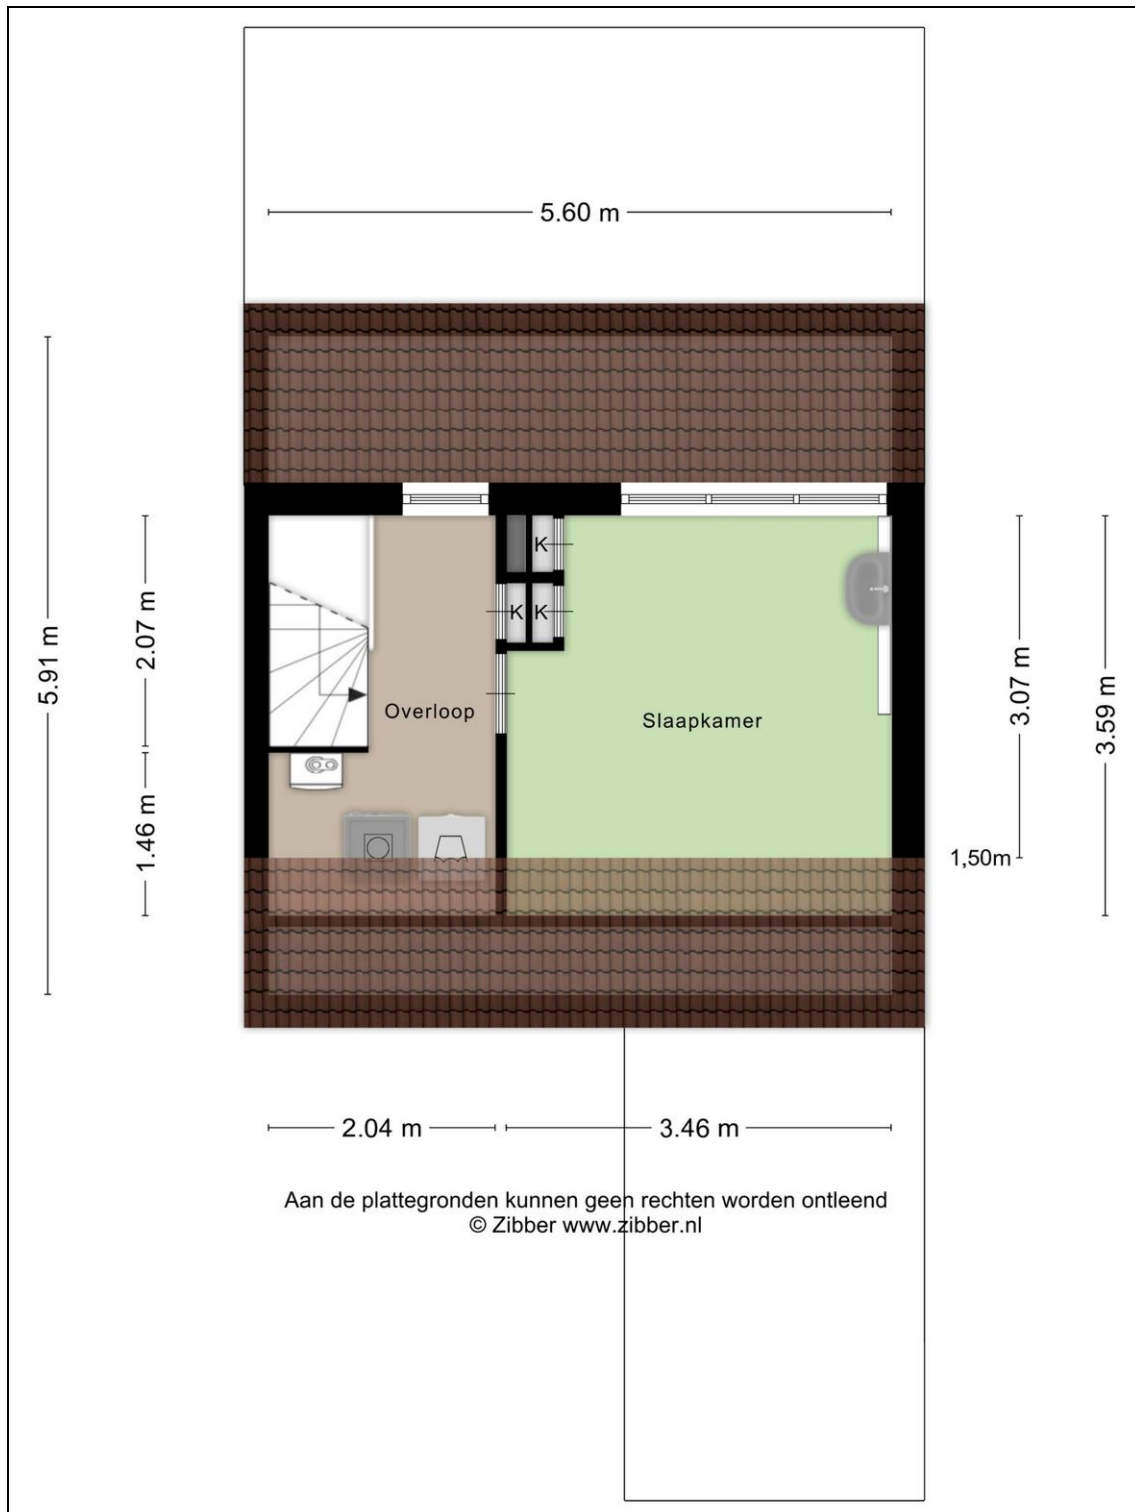 5.60 m
5.91 m
2.07 m
1.46 m
K
K
K
Overloop
Slaapkamer
3.07 m
3.59 m
1,50m
2.04 m
3.46 m
Aan de plattegronden kunnen geen rechten worden ontleend
© Zibber www.zibber.nl